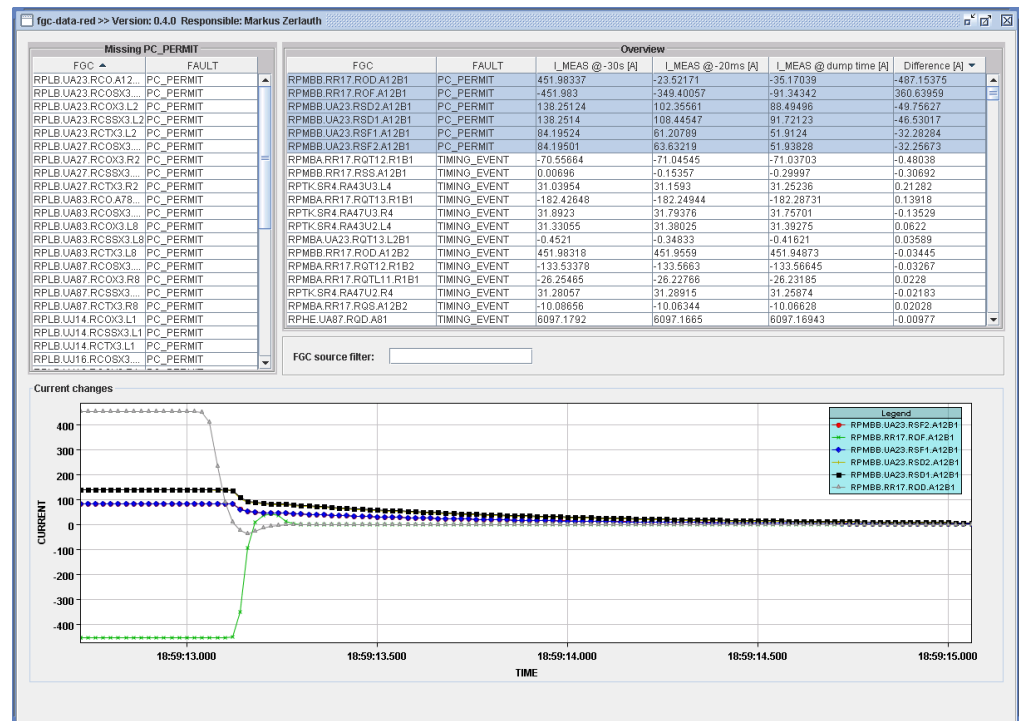 fgc-data-red >> Version: 0.4.0 Responsible: Markus Zerlauth
Missing PC_PERMIT
FGC FAULT
RPLB.UA23.RCO.A12... PC_PERMIT
RPLB.UA23.RCOSX3.... PC_PERMIT
RPLB.UA23.RCOX3.L2 PC_PERMIT
RPLB.UA23.RCSSX3.L2 PC_PERMIT
RPLB.UA23.RCTX3.L2 PC_PERMIT
RPLB.UA27.RCOSX3.... PC_PERMIT
RPLB.UA27.RCOX3.R2 PC_PERMIT
RPLB.UA27.RCSSX3.... PC_PERMIT
RPLB.UA27.RCTX3.R2 PC_PERMIT
RPLB.UA83.RCO.A78... PC_PERMIT
RPLB.UA83.RCOSX3.... PC_PERMIT
RPLB.UA83.RCOX3.L8 PC_PERMIT
RPLB.UA83.RCSSX3.L8 PC_PERMIT
RPLB.UA83.RCTX3.L8 PC_PERMIT
RPLB.UA87.RCOSX3.... PC_PERMIT
RPLB.UA87.RCOX3.R8 PC_PERMIT
RPLB.UA87.RCSSX3.... PC_PERMIT
RPLB.UA87.RCTX3.R8 PC_PERMIT
RPLB.UJ14.RCOX3.L1 PC_PERMIT
RPLB.UJ14.RCSSX3.L1 PC_PERMIT
RPLB.UJ14.RCTX3.L1 PC_PERMIT
RPLB.UJ16.RCOSX3.... PC_PERMIT
Overview
FGC FAULT I_MEAS @ -30s [A] I_MEAS @ -20ms [A] I_MEAS @ dump time [A] Difference [A]
RPMBB.RR17.ROD.A12B1 PC_PERMIT 451.98337 -23.52171 -35.17039 -487.15375
RPMBB.RR17.ROF.A12B1 PC_PERMIT -451.983 -349.40057 -91.34342 360.63959
RPMBB.UA23.RSD2.A12B1 PC_PERMIT 138.25124 102.35561 88.49496 -49.75627
RPMBB.UA23.RSD1.A12B1 PC_PERMIT 138.2514 108.44547 91.72123 -46.53017
RPMBB.UA23.RSF1.A12B1 PC_PERMIT 84.19524 61.20789 51.9124 -32.28284
RPMBB.UA23.RSF2.A12B1 PC_PERMIT 84.19501 63.63219 51.93828 -32.25673
RPMBA.RR17.RQT12.R1B1 TIMING_EVENT -70.55664 -71.04545 -71.03703 -0.48038
RPMBB.RR17.RSS.A12B1 TIMING_EVENT 0.00696 -0.15357 -0.29997 -0.30692
RPTK.SR4.RA43U3.L4 TIMING_EVENT 31.03954 31.1593 31.25236 0.21282
RPMBA.RR17.RQT13.R1B1 TIMING_EVENT -182.42648 -182.24944 -182.28731 0.13918
RPTK.SR4.RA47U3.R4 TIMING_EVENT 31.8923 31.79376 31.75701 -0.13529
RPTK.SR4.RA43U2.L4 TIMING_EVENT 31.33055 31.38025 31.39275 0.0622
RPMBA.UA23.RQT13.L2B1 TIMING_EVENT -0.4521 -0.34833 -0.41621 0.03589
RPMBB.RR17.ROD.A12B2 TIMING_EVENT 451.98318 451.9559 451.94873 -0.03445
RPMBA.RR17.RQT12.R1B2 TIMING_EVENT -133.53378 -133.5663 -133.56645 -0.03267
RPMBA.RR17.RQTL11.R1B1 TIMING_EVENT -26.25465 -26.22766 -26.23185 0.0228
RPTK.SR4.RA47U2.R4 TIMING_EVENT 31.28057 31.28915 31.25874 -0.02183
RPMBA.RR17.RQS.A12B2 TIMING_EVENT -10.08656 -10.06344 -10.06628 0.02028
RPHE.UA87.RQD.A81 TIMING_EVENT 6097.1792 6097.1665 6097.16943 -0.00977
FGC source filter:
Current changes
CURRENT
400
300
200
100
0
-100
-200
-300
-400
Legend
RPMBB.UA23.RSF2.A12B1
RPMBB.RR17.ROF.A12B1
RPMBB.UA23.RSF1.A12B1
RPMBB.UA23.RSD2.A12B1
RPMBB.UA23.RSD1.A12B1
RPMBB.RR17.ROD.A12B1
18:59:13.000 18:59:13.500 18:59:14.000 18:59:14.500 18:59:15.000
TIME